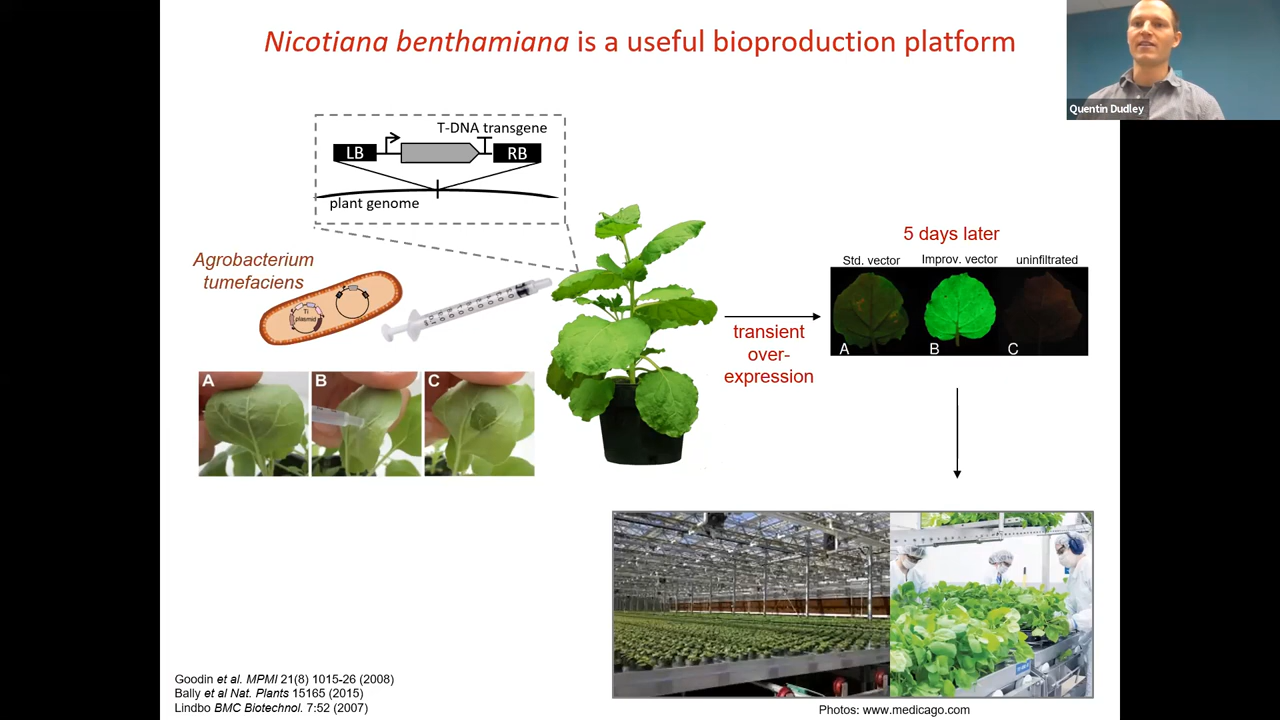 Nicotiana benthamiana is a useful bioproduction platform
Quentin Dudley
T-DNA transgene
LB
RB
plant genome
Agrobacterium
tumefaciens
Ti
plasmid
5 days later
Std. vector
Improv. vector
uninfiltrated
A
B
C
transient
over-
expression
A
B
C
Goodin et al. MPMI 21(8) 1015-26 (2008)
Bally et al Nat. Plants 15165 (2015)
Lindbo BMC Biotechnol. 7:52 (2007)
Photos: www.medicago.com